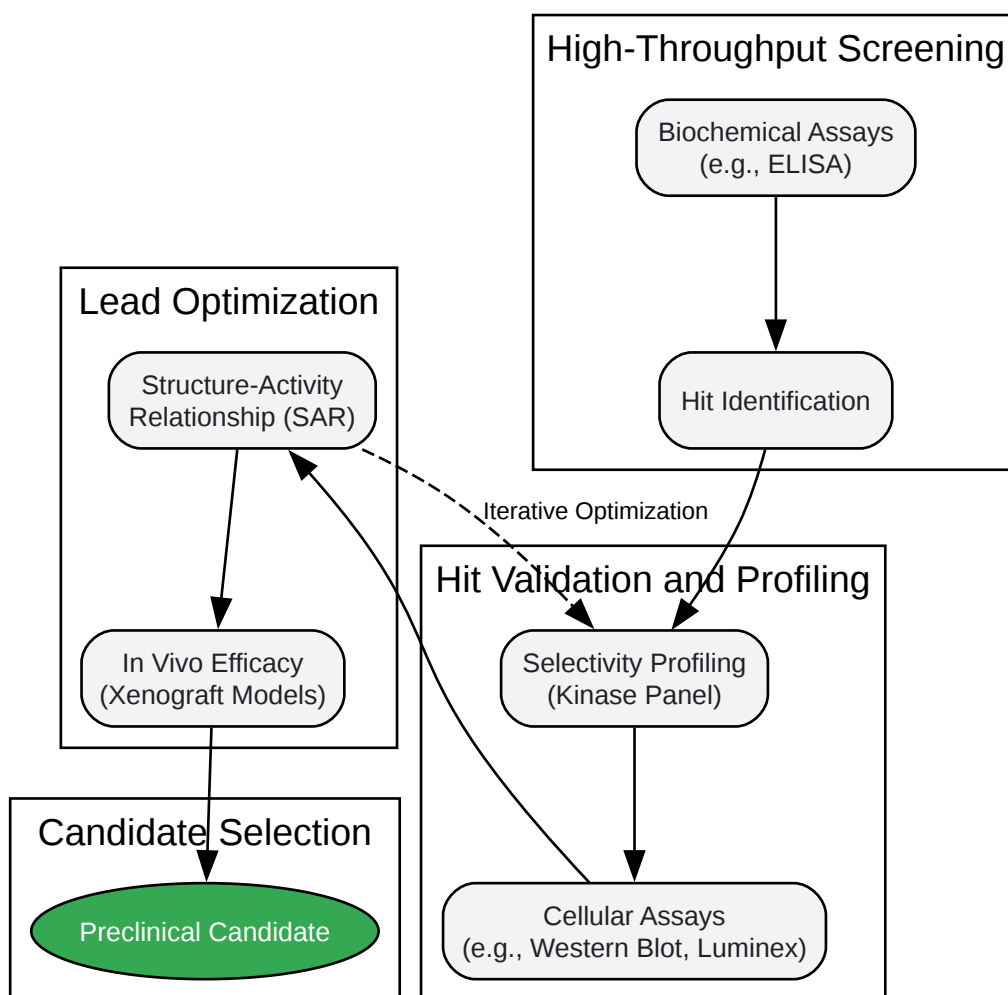 High-Throughput Screening
Biochemical Assays
(e.g., ELISA)
Hit Identification
Lead Optimization
Structure-Activity
Relationship (SAR)
Iterative Optimization
In Vivo Efficacy
(Xenograft Models)
Hit Validation and Profiling
Selectivity Profiling
(Kinase Panel)
Cellular Assays
(e.g., Western Blot, Luminex)
Candidate Selection
Preclinical Candidate